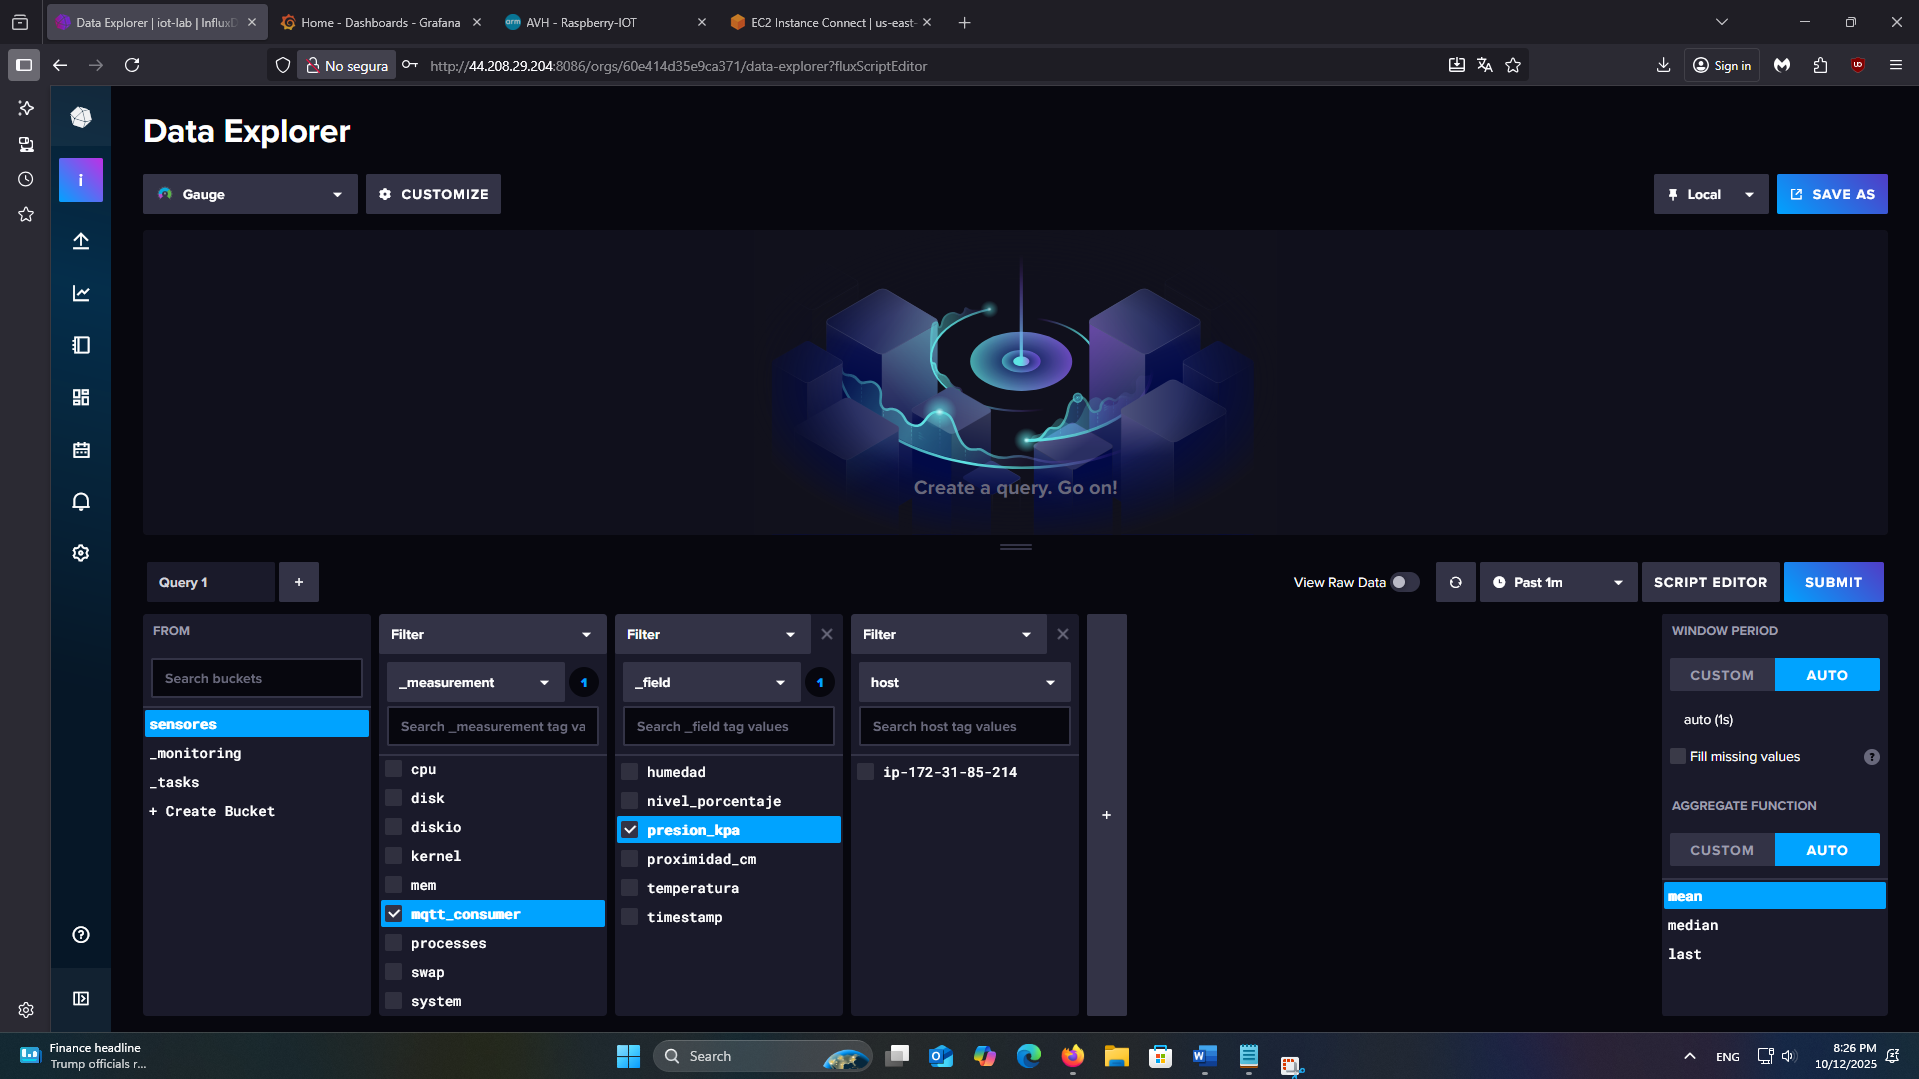 Data Explorer | iot-lab | InfluxD
Home - Dashboards - Grafana
arm
AVH - Raspberry-IOT
EC2 Instance Connect | us-east-
No segura
http://44.208.29.204:8086/orgs/60e414d35e9ca371/data-explorer?fluxScriptEditor
Sign in
i
Data Explorer
Gauge
CUSTOMIZE
Local
SAVE AS
Create a query. Go on!
Query 1
+
View Raw Data
Past 1m
SCRIPT EDITOR
SUBMIT
FROM
Search buckets
sensores
_monitoring
_tasks
+ Create Bucket
Filter
_measurement
1
Search _measurement tag va
cpu
disk
diskio
kernel
mem
mqtt_consumer
processes
swap
system
Filter
_field
1
Search _field tag values
humedad
nivel_porcentaje
presion_kpa
proximidad_cm
temperatura
timestamp
Filter
host
Search host tag values
ip-172-31-85-214
+
WINDOW PERIOD
CUSTOM
AUTO
auto (1s)
Fill missing values
?
AGGREGATE FUNCTION
CUSTOM
AUTO
mean
median
last
Finance headline
Trump officials r...
Search
ENG
8:26 PM
10/12/2025